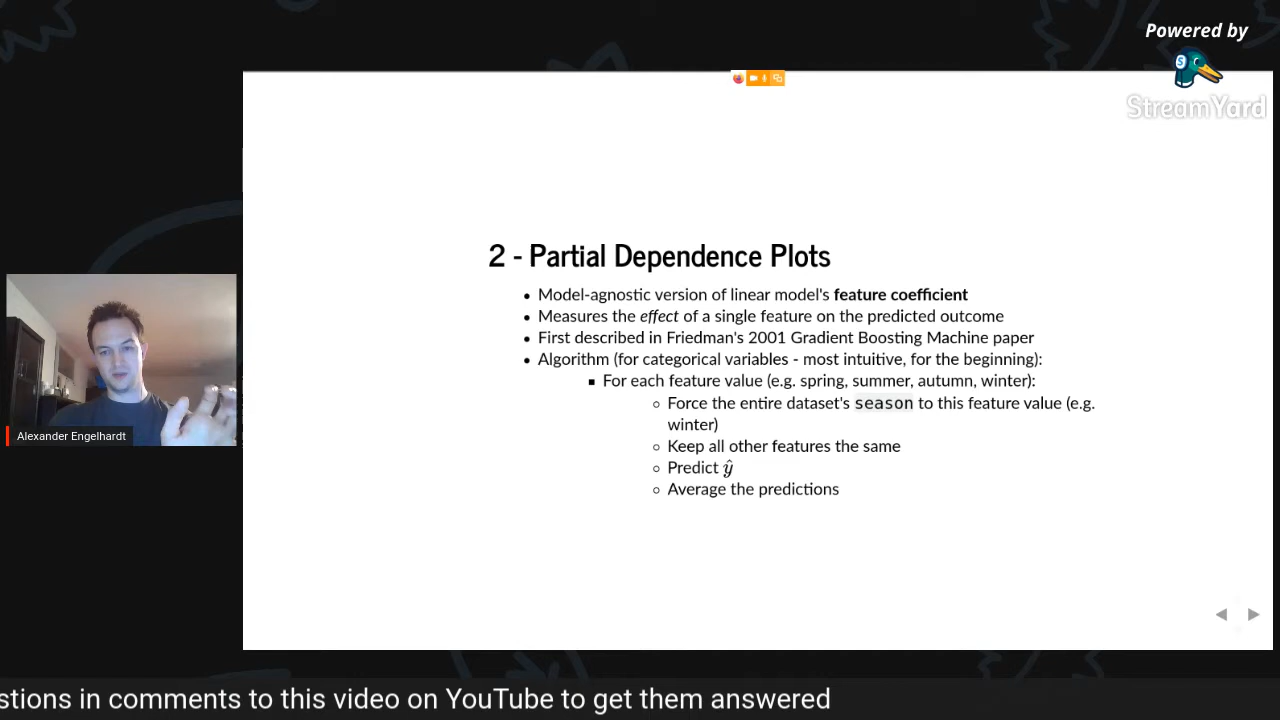 Powered by
StreamYard
2 - Partial Dependence Plots
Model-agnostic version of linear model's feature coefficient
Measures the effect of a single feature on the predicted outcome
First described in Friedman's 2001 Gradient Boosting Machine paper
Algorithm (for categorical variables - most intuitive, for the beginning):
For each feature value (e.g. spring, summer, autumn, winter):
Force the entire dataset's season to this feature value (e.g.
winter)
Keep all other features the same
Predict ŷ
Average the predictions
Alexander Engelhardt
stions in comments to this video on YouTube to get them answered